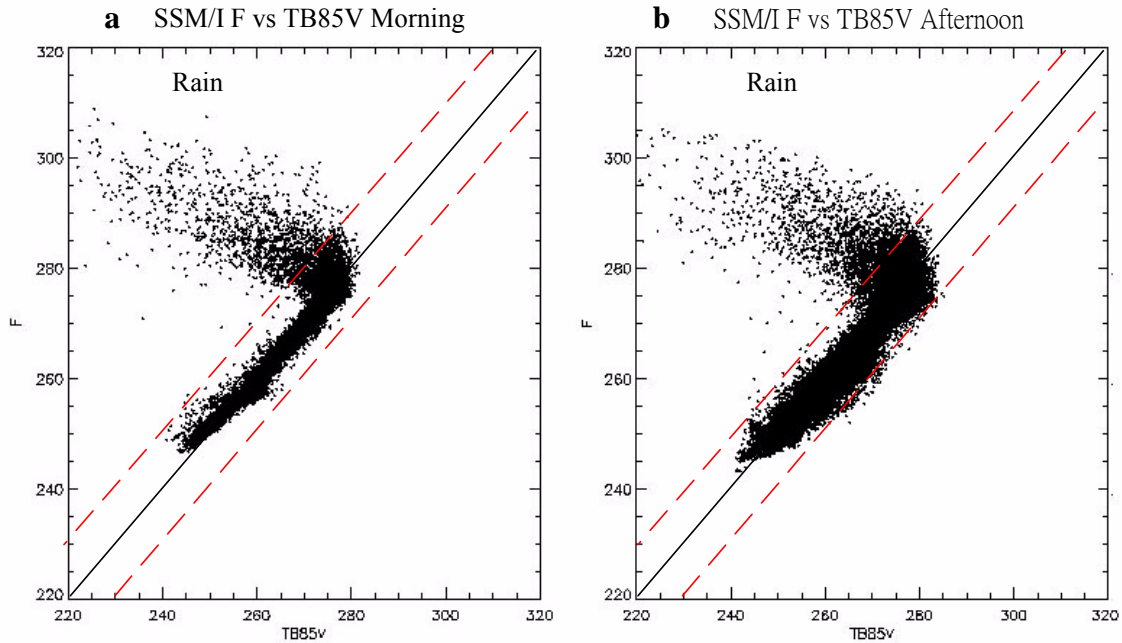 a SSM/I F vs TB85V Morning
320
300
280
260
240
220
F
Rain
220 240 260 280 300 320
TB85V
b SSM/I F vs TB85V Afternoon
320
300
280
260
240
220
F
Rain
220 240 260 280 300 320
TB85V